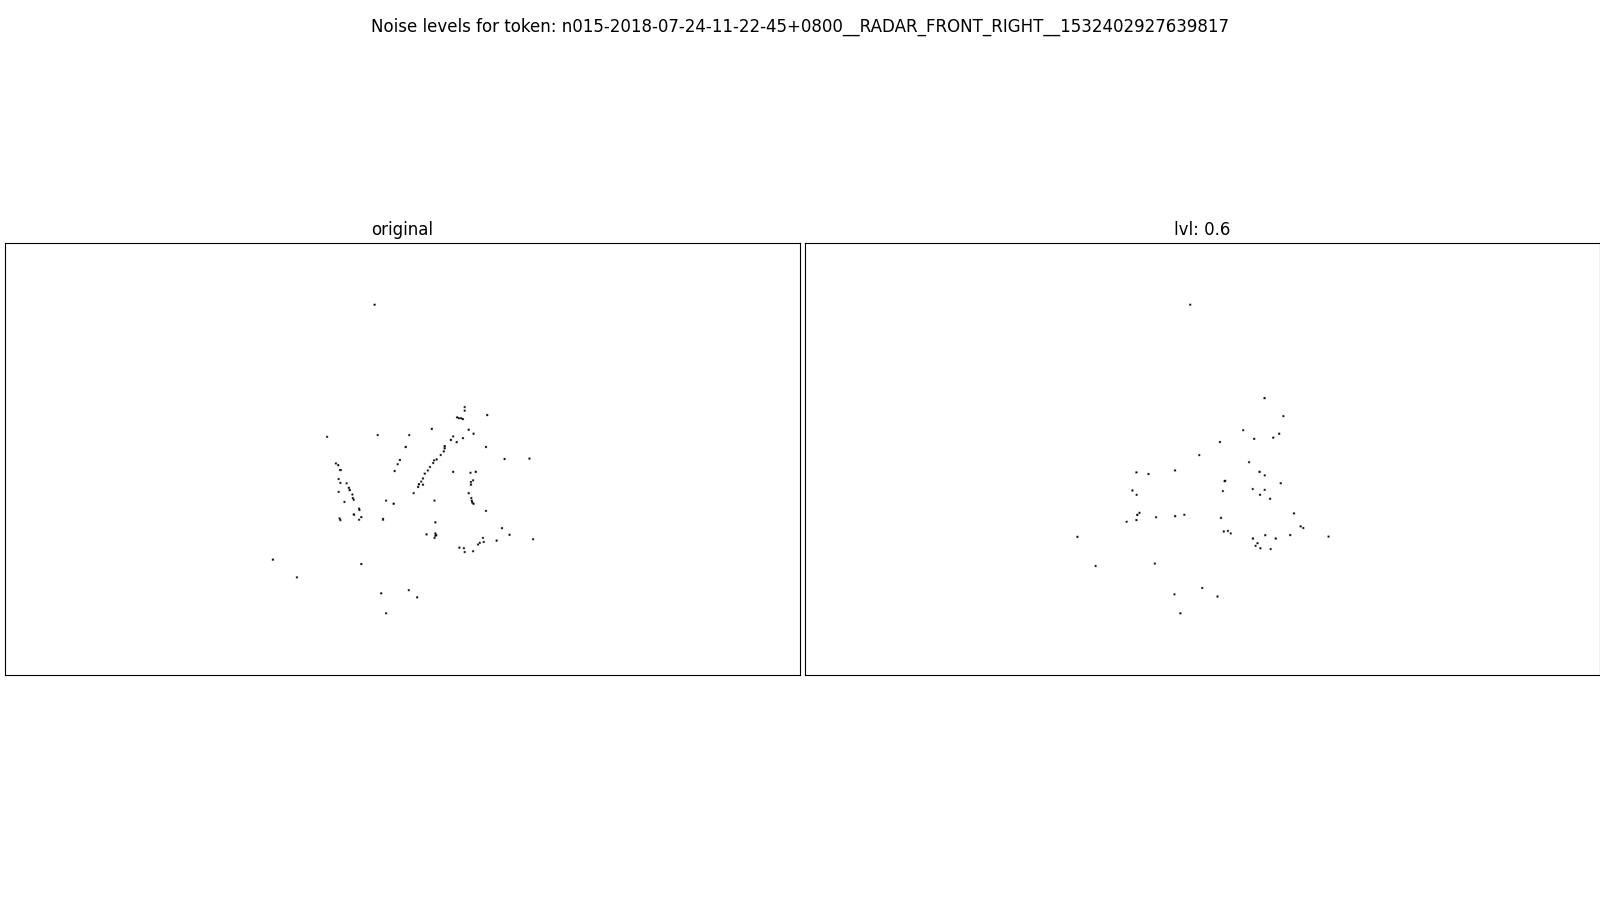 Noise levels for token: n015-2018-07-24-11-22-45+0800__RADAR_FRONT_RIGHT__1532402927639817
original
lvl: 0.6